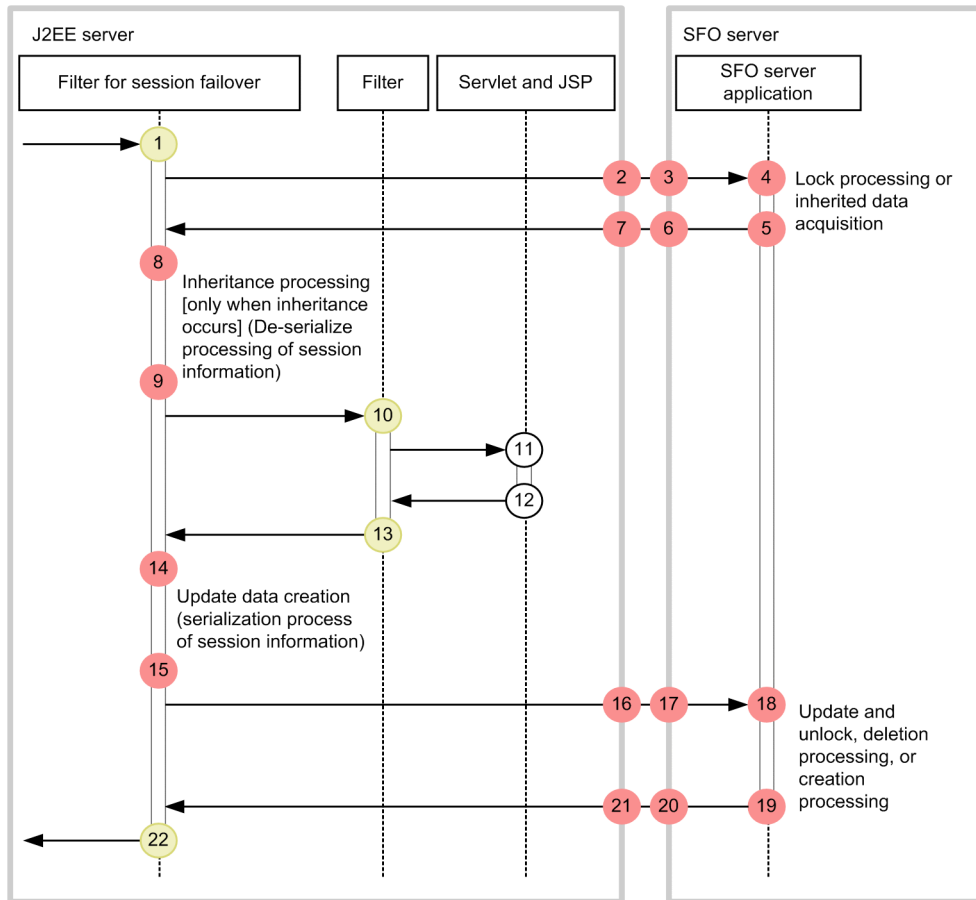 J2EE server
SFO server
Filter for session failover
Filter
Servlet and JSP
SFO server
application
1
2
3
4
Lock processing or
inherited data
acquisition
7
6
5
8
Inheritance processing
[only when inheritance
occurs] (De-serialize
processing of session
information)
9
10
11
12
13
14
Update data creation
(serialization process
of session information)
15
16
17
18
Update and
unlock, deletion
processing, or
creation
processing
21
20
19
22